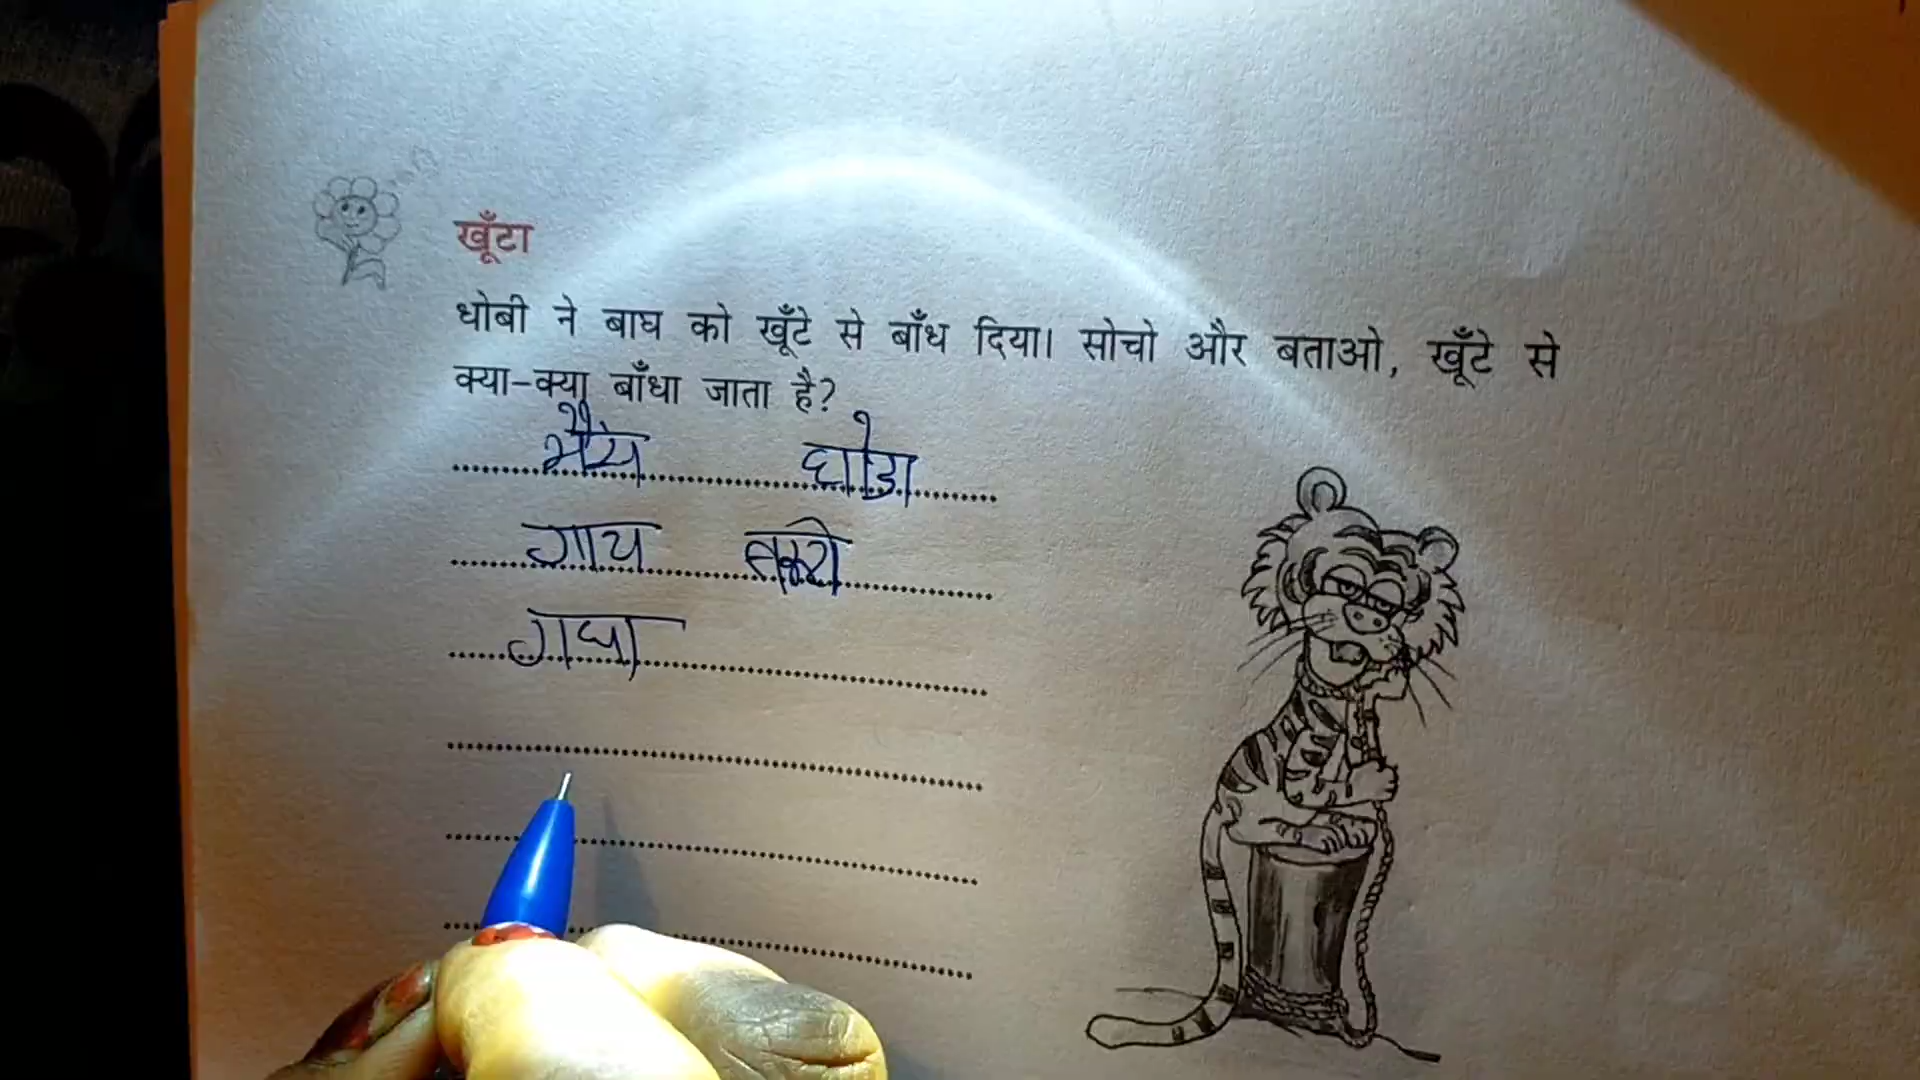 खूँटा
धोबी ने बाघ को खूँटे से बाँध दिया। सोचो और बताओ, खूँटे से
क्या-क्या बाँधा जाता है?
भैंस घोडा
गाय बकरी
गधा